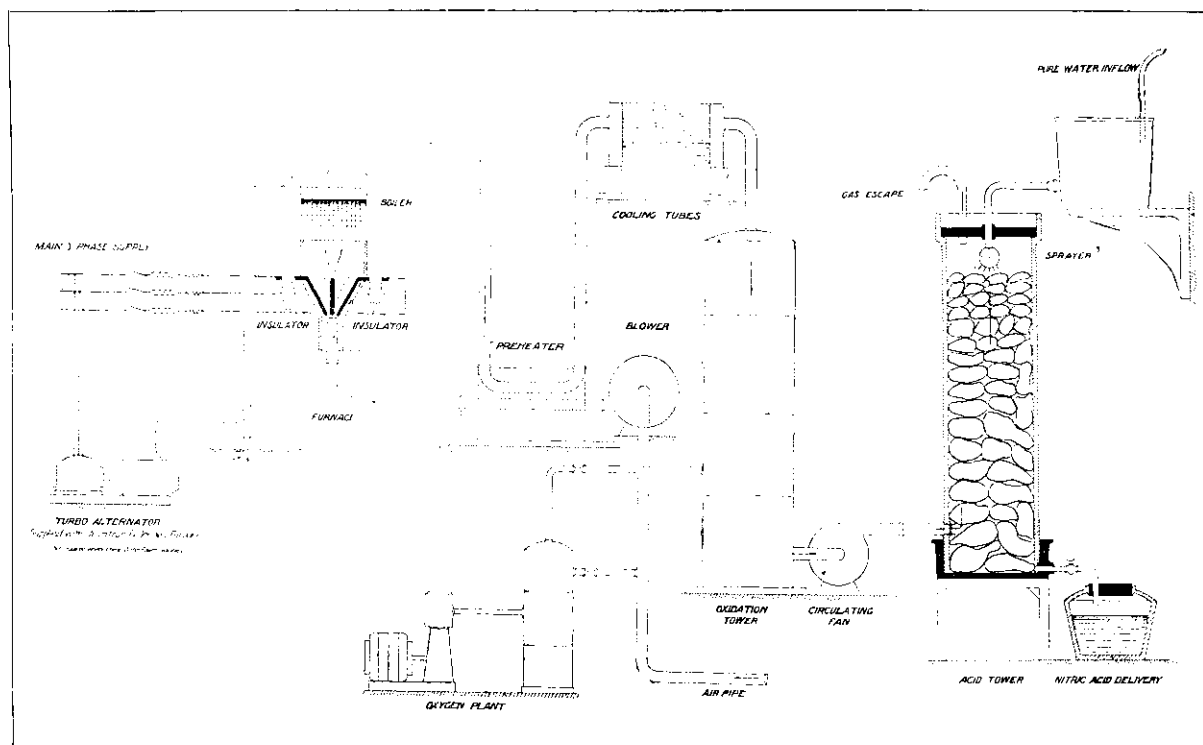 PURE WATER INFLOW
GAS ESCAPE
BOILER
COOLING TUBES
MAIN 3 PHASE SUPPLY
SPRAYER
INSULATOR
INSULATOR
BLOWER
PREHEATER
FURNACE
TURBO ALTERNATOR
OXIDATION
TOWER
CIRCULATING
FAN
ACID TOWER
NITRIC ACID DELIVERY
AIR PIPE
OXYGEN PLANT